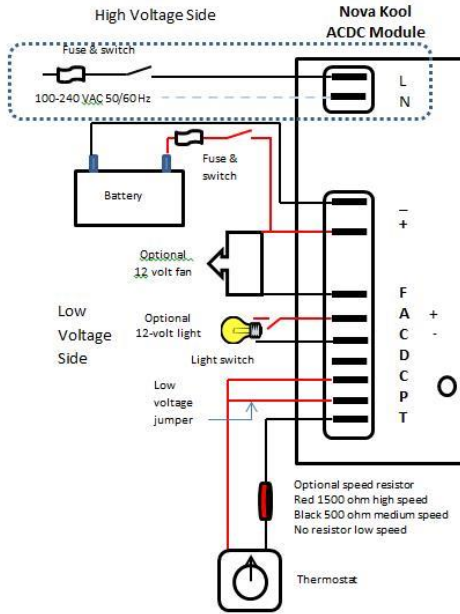 High Voltage Side
Nova Kool
ACDC Module
Fuse & switch
100-240 VAC 50/60Hz
L
N
Fuse &
switch
Battery
–
+
Optional
12 volt fan
Low
Voltage
Side
Optional
12-volt light
Light switch
F
A +
C -
D
C
P
T
Low
voltage
jumper
Optional speed resistor
Red 1500 ohm high speed
Black 500 ohm medium speed
No resistor low speed
Thermostat